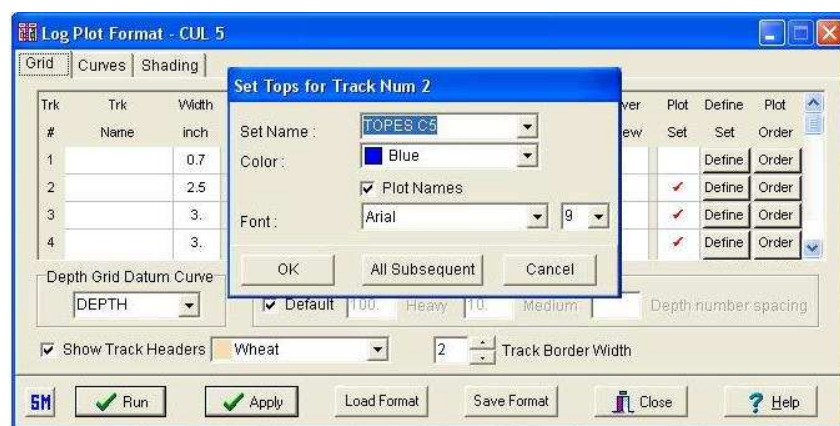 Log Plot Format - CUL 5
Grid Curves Shading
Set Tops for Track Num 2
Trk Trk Width ver Plot Define Plot
# Name inch ew Set Set Order
1 0.7 Define Order
2 2.5 Define Order
3 3. Define Order
4 3. Define Order
Set Name : TOPES C5
Color : Blue
Plot Names
Font : Arial 9
OK All Subsequent Cancel
Depth Grid Datum Curve
DEPTH Default 100. Heavy 10. Medium Depth number spacing
Show Track Headers Wheat 2 Track Border Width
SM Run Apply Load Format Save Format Close ? Help